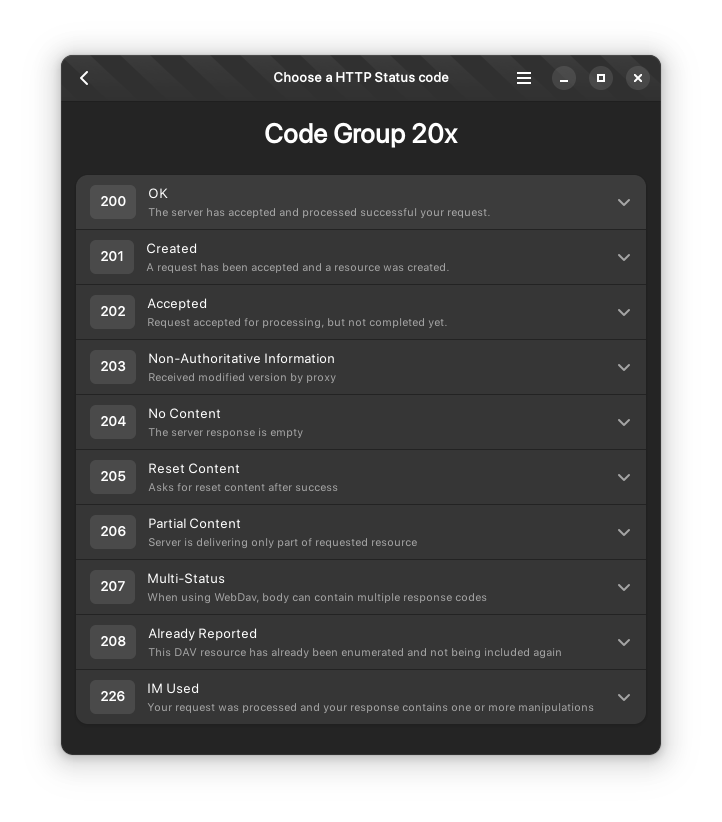 Choose a HTTP Status code
Code Group 20x
200
OK
The server has accepted and processed successful your request.
201
Created
A request has been accepted and a resource was created.
202
Accepted
Request accepted for processing, but not completed yet.
203
Non-Authoritative Information
Received modified version by proxy
204
No Content
The server response is empty
205
Reset Content
Asks for reset content after success
206
Partial Content
Server is delivering only part of requested resource
207
Multi-Status
When using WebDav, body can contain multiple response codes
208
Already Reported
This DAV resource has already been enumerated and not being included again
226
IM Used
Your request was processed and your response contains one or more manipulations